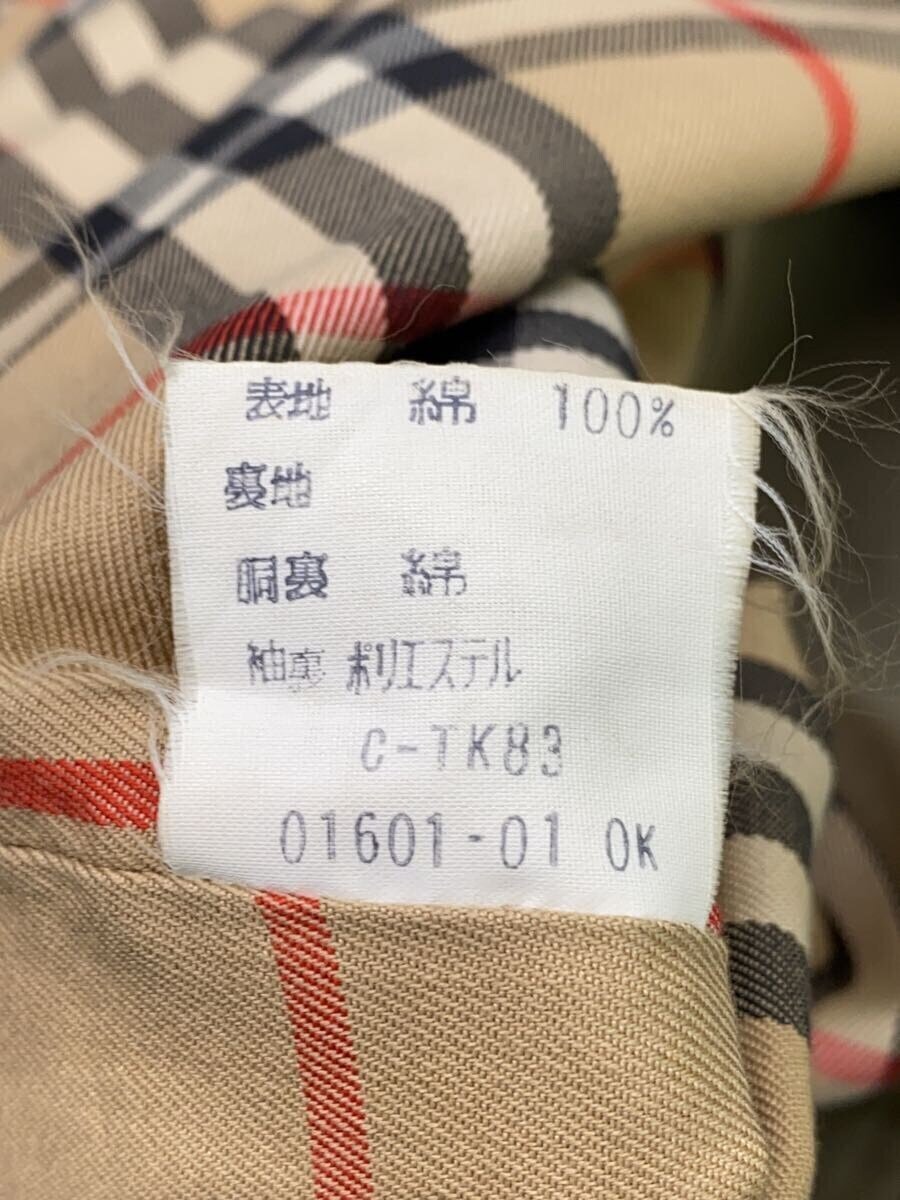 表地 綿 100%
裏地
胴裏 綿
袖裏 ポリエステル
C-TK83
01601-01 OK